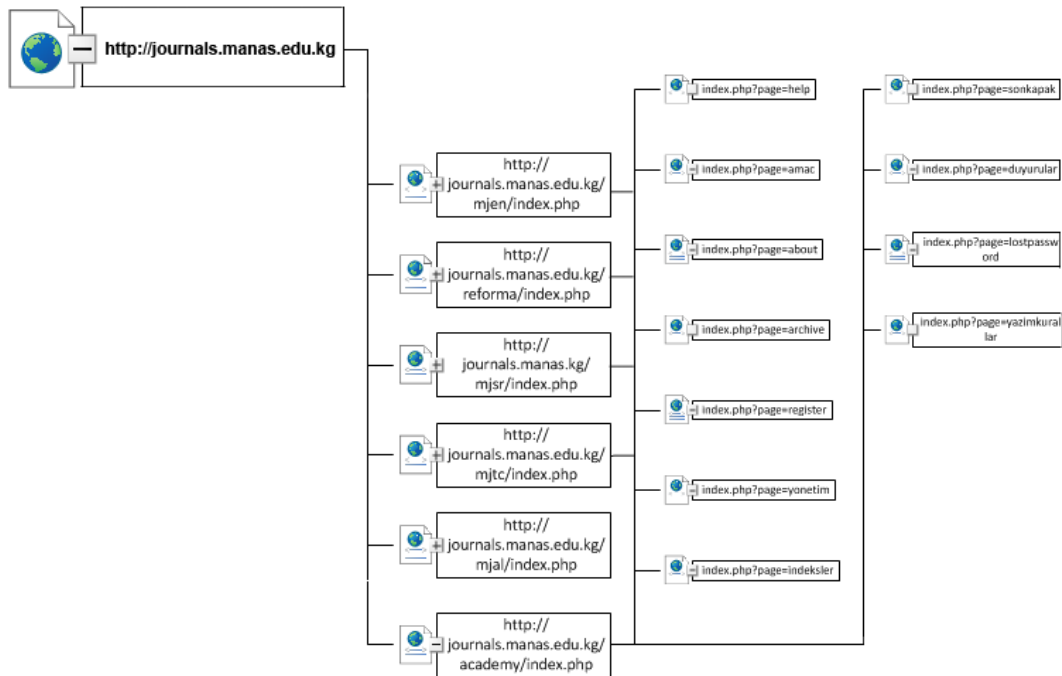 http://journals.manas.edu.kg
http://
journals.manas.edu.kg/
mjen/index.php
http://
journals.manas.edu.kg/
reforma/index.php
http://
journals.manas.kg/
mjsr/index.php
http://
journals.manas.edu.kg/
mjtc/index.php
http://
journals.manas.edu.kg/
mjal/index.php
http://
journals.manas.edu.kg/
academy/index.php
index.php?page=help
index.php?page=amac
index.php?page=about
index.php?page=archive
index.php?page=register
index.php?page=yonetim
index.php?page=indeksler
index.php?page=sonkapak
index.php?page=duyurular
index.php?page=lostpassw
ord
index.php?page=yazimkural
lar